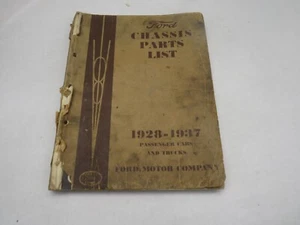 Ford
CHASSIS
PARTS
LIST
1928-1937
PASSENGER CARS
AND TRUCKS
FORD MOTOR COMPANY